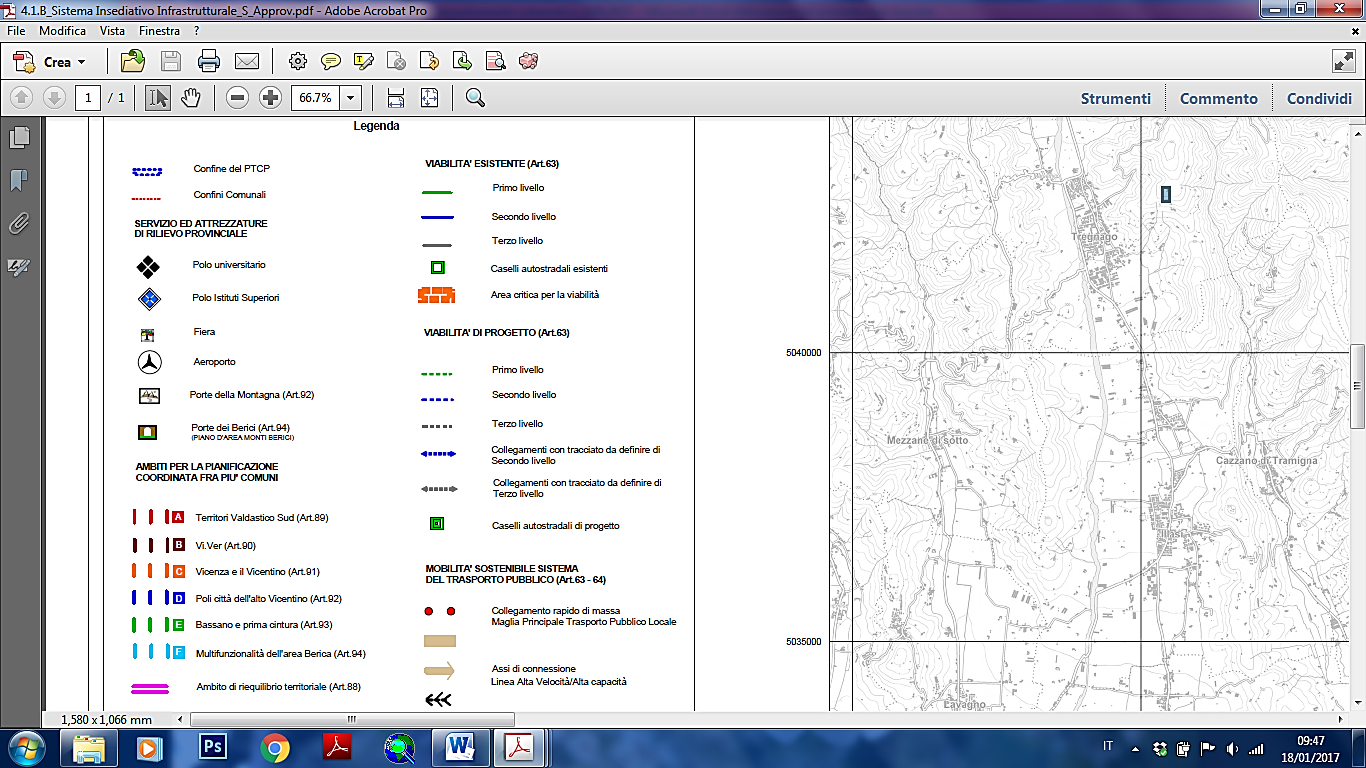 4.1.B_Sistema Insediativo Infrastrutturale_S_Approv.pdf - Adobe Acrobat Pro
File Modifica Vista Finestra ?
Crea
1 / 1 66.7% Strumenti Commento Condividi
Legenda
Confine del PTCP
Confini Comunali
SERVIZIO ED ATTREZZATURE
DI RILIEVO PROVINCIALE
Polo universitario
Polo Istituti Superiori
Fiera
Aeroporto
Porte della Montagna (Art.92)
Porte dei Berici (Art.94)
(PIANO D'AREA MONTI BERICI)
AMBITI PER LA PIANIFICAZIONE
COORDINATA FRA PIU' COMUNI
A Territori Valdastico Sud (Art.89)
B Vi.Ver (Art.90)
C Vicenza e il Vicentino (Art.91)
D Poli città dell'alto Vicentino (Art.92)
E Bassano e prima cintura (Art.93)
F Multifunzionalità dell'area Berica (Art.94)
Ambito di riequilibrio territoriale (Art.88)
VIABILITA' ESISTENTE (Art.63)
Primo livello
Secondo livello
Terzo livello
Caselli autostradali esistenti
Area critica per la viabilità
VIABILITA' DI PROGETTO (Art.63)
Primo livello
Secondo livello
Terzo livello
Collegamenti con tracciato da definire di
Secondo livello
Collegamenti con tracciato da definire di
Terzo livello
Caselli autostradali di progetto
MOBILITA' SOSTENIBILE SISTEMA
DEL TRASPORTO PUBBLICO (Art.63 - 64)
Collegamento rapido di massa
Maglia Principale Trasporto Pubblico Locale
Assi di connessione
Linea Alta Velocità/Alta capacità
Tregnago
5040000
Mezzane di sotto
Cazzano di Tramigna
Illasi
5035000
Lavagno
1,580 x 1,066 mm
Ps
W
IT
09:47
18/01/2017